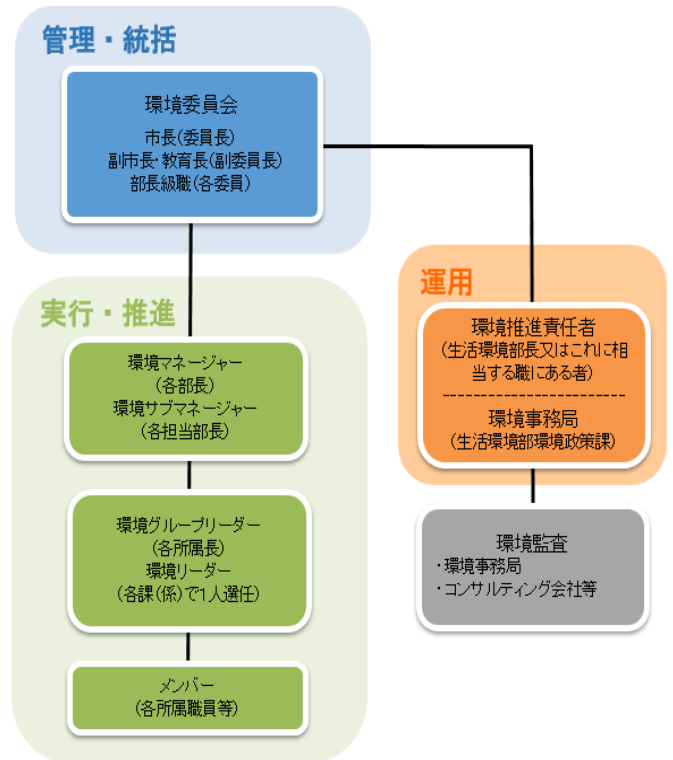 管理・統括
環境委員会
市長(委員長)
副市長・教育長(副委員長)
部長級職(各委員)
実行・推進
環境マネージャー
(各部長)
環境サブマネージャー
(各担当部長)
環境グループリーダー
(各所属長)
環境リーダー
(各課(係)で1人選任)
メンバー
(各所属職員等)
運用
環境推進責任者
(生活環境部長又はこれに相
当する職にある者)
環境事務局
(生活環境部環境政策課)
環境監査
・環境事務局
・コンサルティング会社等